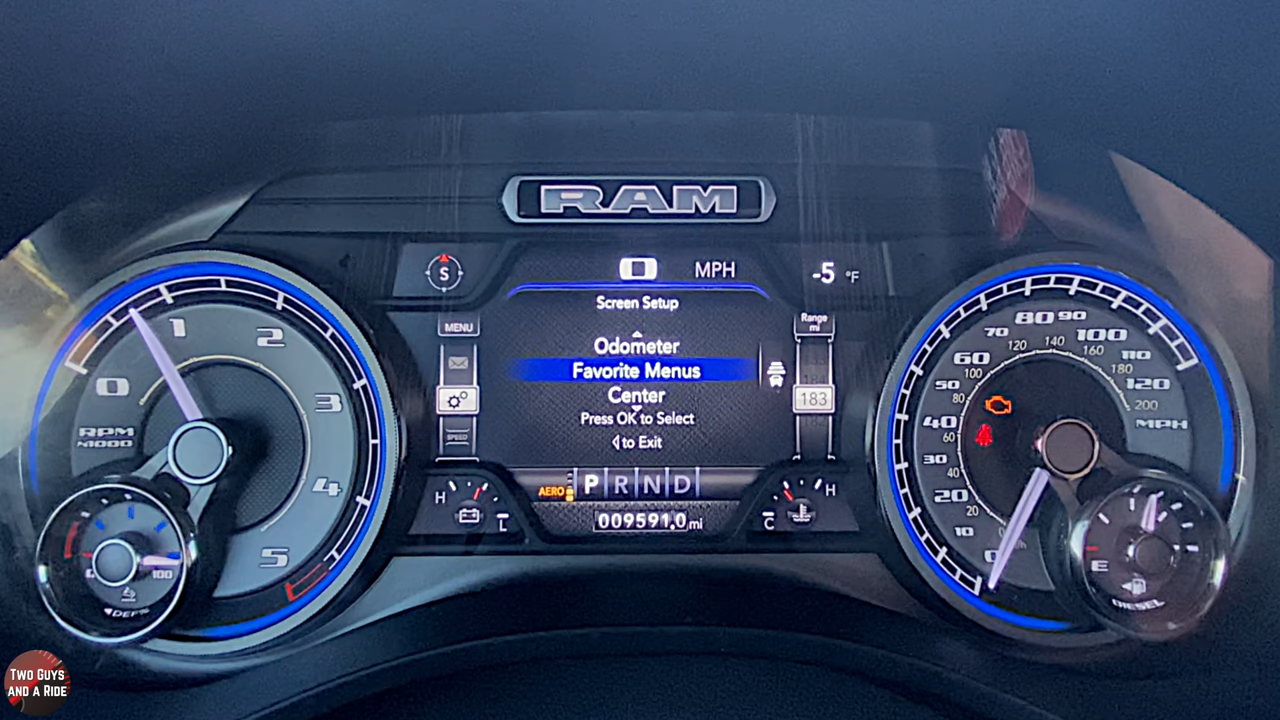 RAM
S
0 MPH
-5 °F
Screen Setup
MENU
Range
mi
Odometer
Favorite Menus
Center
Press OK to Select
to Exit
183
SPEED
AERO P R N D
H L
C H
009591.0 mi
0 1 2 3 4 5
RPM
x1000
100
DEF%
0 10 20 30 40 50 60 70 80 90 100 110 120
MPH
20 40 60 80 100 120 140 160 180 200
E
DIESEL
TWO GUYS
AND A RIDE